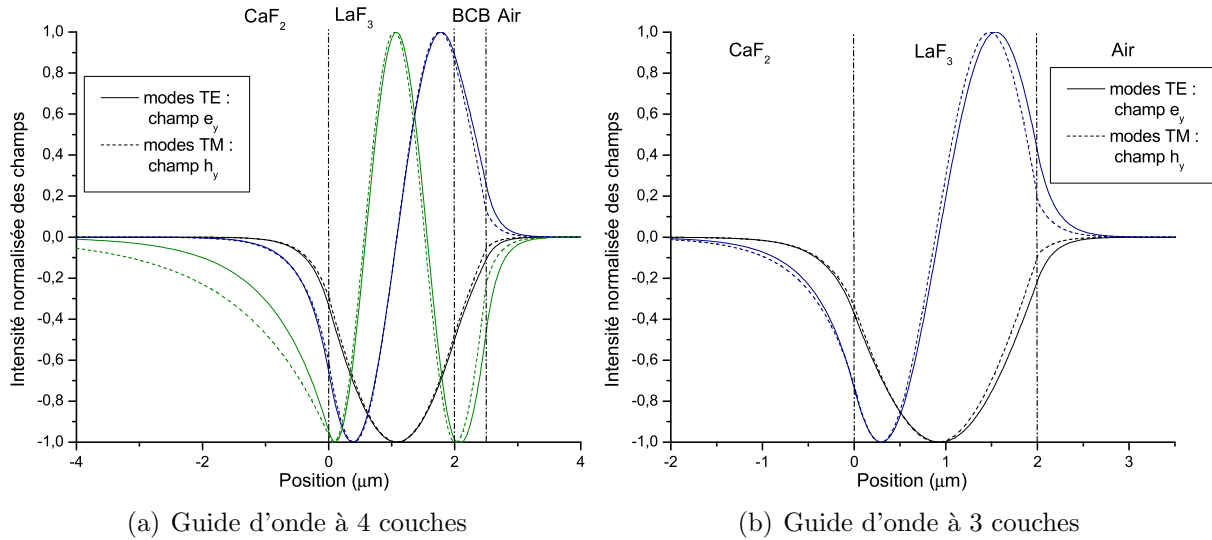 CaF2 LaF3 BCB Air
1,0
0,8
0,6
0,4
0,2
0,0
-0,2
-0,4
-0,6
-0,8
-1,0
Intensité normalisée des champs
modes TE :
champ ey
modes TM :
champ hy
-4 -2 0 2 4
Position (μm)
(a) Guide d'onde à 4 couches
CaF2 LaF3 Air
1,0
0,8
0,6
0,4
0,2
0,0
-0,2
-0,4
-0,6
-0,8
-1,0
Intensité normalisée des champs
modes TE :
champ ey
modes TM :
champ hy
-2 -1 0 1 2 3
Position (μm)
(b) Guide d'onde à 3 couches